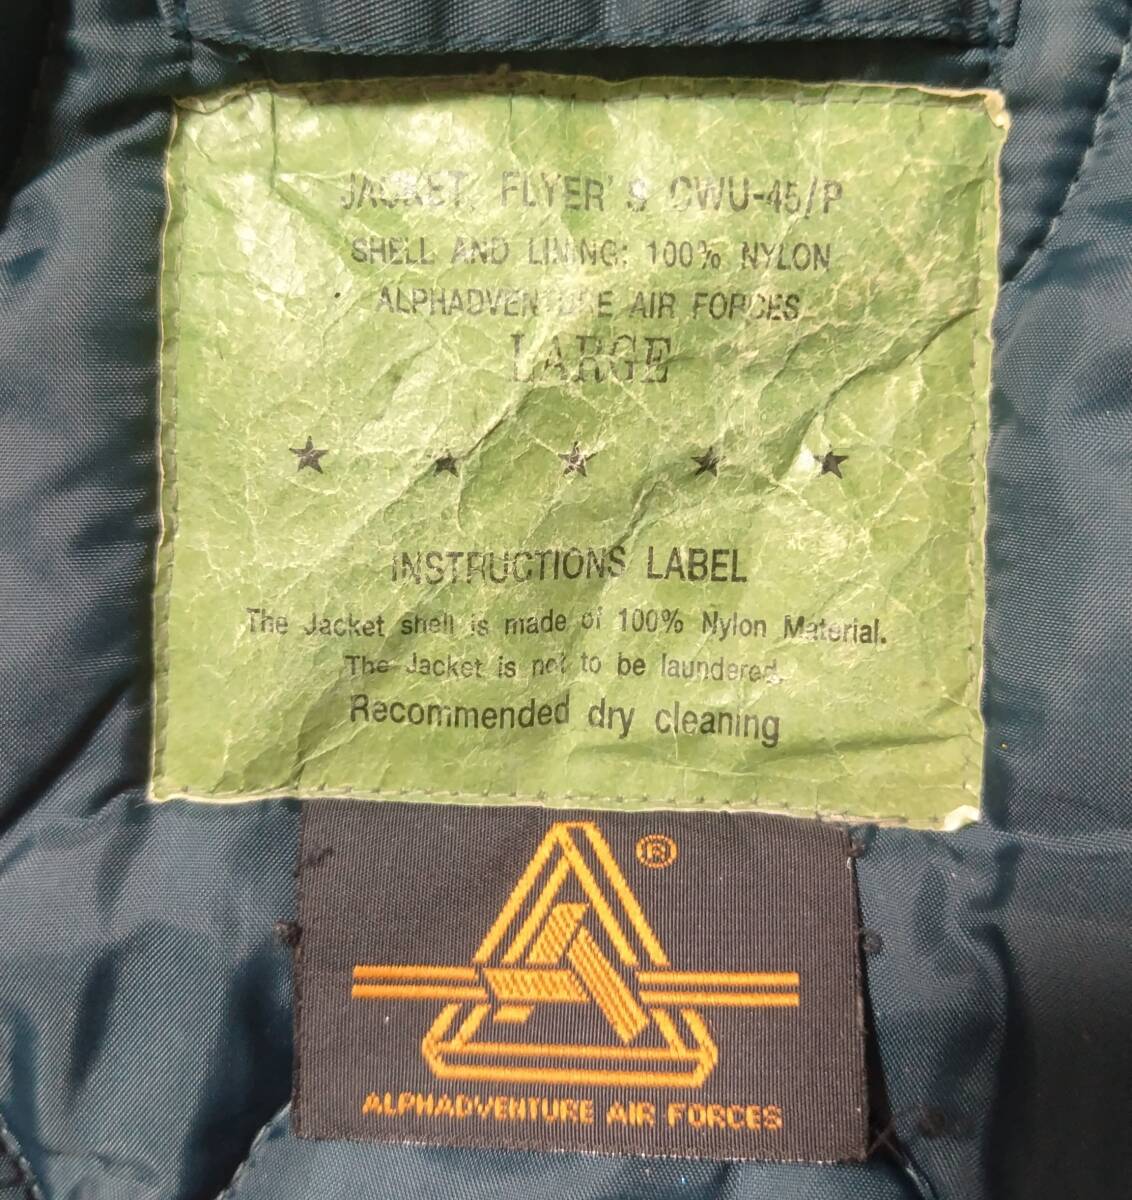 JACKET, FLYER'S CWU-45/P
SHELL AND LINING: 100% NYLON
ALPHADVENTURE AIR FORCES
LARGE
★ ★ ★ ★ ★
INSTRUCTIONS LABEL
The Jacket shell is made of 100% Nylon Material.
The Jacket is not to be laundered.
Recommended dry cleaning
®
ALPHADVENTURE AIR FORCES